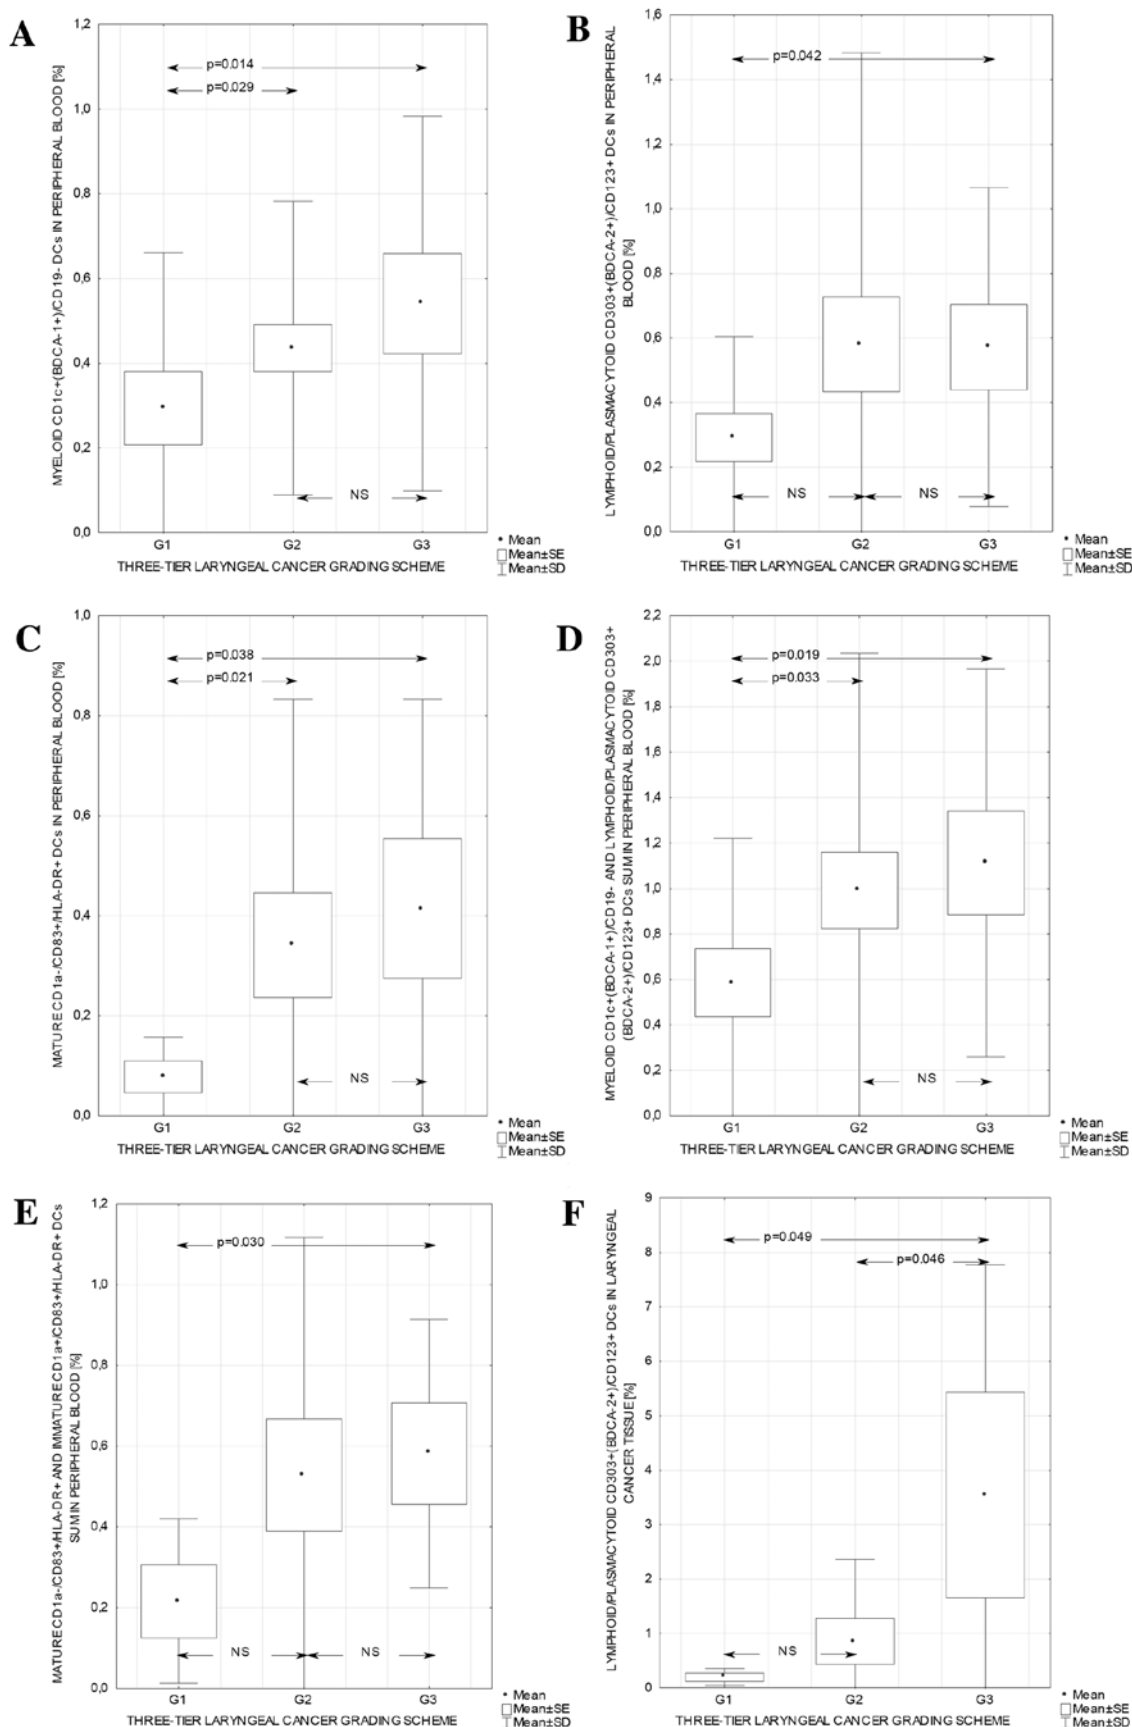 A
MYELOID CD1c+(BDCA-1+)/CD19- DCs IN PERIPHERAL BLOOD [%]
1,2
1,0
0,8
0,6
0,4
0,2
0,0
p=0.014
p=0.029
NS
G1 G2 G3
THREE-TIER LARYNGEAL CANCER GRADING SCHEME
Mean
Mean±SE
Mean±SD
B
LYMPHOID/PLASMACYTOID CD303+(BDCA-2+)/CD123+ DCs IN PERIPHERAL
BLOOD [%]
1,6
1,4
1,2
1,0
0,8
0,6
0,4
0,2
0,0
p=0.042
NS NS
G1 G2 G3
THREE-TIER LARYNGEAL CANCER GRADING SCHEME
Mean
Mean±SE
Mean±SD
C
MATURE CD1a-/CD83+/HLA-DR+ DCs IN PERIPHERAL BLOOD [%]
1,0
0,8
0,6
0,4
0,2
0,0
p=0.038
p=0.021
NS
G1 G2 G3
THREE-TIER LARYNGEAL CANCER GRADING SCHEME
Mean
Mean±SE
Mean±SD
D
MYELOID CD1c+(BDCA-1+)/CD19- AND LYMPHOID/PLASMACYTOID CD303+
(BDCA-2+)/CD123+ DCs SUM IN PERIPHERAL BLOOD [%]
2,2
2,0
1,8
1,6
1,4
1,2
1,0
0,8
0,6
0,4
0,2
0,0
p=0.019
p=0.033
NS
G1 G2 G3
THREE-TIER LARYNGEAL CANCER GRADING SCHEME
Mean
Mean±SE
Mean±SD
E
MATURE CD1a-/CD83+/HLA-DR+ AND IMMATURE CD1a+/CD83+/HLA-DR+ DCs
SUM IN PERIPHERAL BLOOD [%]
1,2
1,0
0,8
0,6
0,4
0,2
0,0
p=0.030
NS NS
G1 G2 G3
THREE-TIER LARYNGEAL CANCER GRADING SCHEME
Mean
Mean±SE
Mean±SD
F
LYMPHOID/PLASMACYTOID CD303+(BDCA-2+)/CD123+ DCs IN LARYNGEAL
CANCER TISSUE [%]
9
8
7
6
5
4
3
2
1
0
p=0.049
p=0.046
NS
G1 G2 G3
THREE-TIER LARYNGEAL CANCER GRADING SCHEME
Mean
Mean±SE
Mean±SD